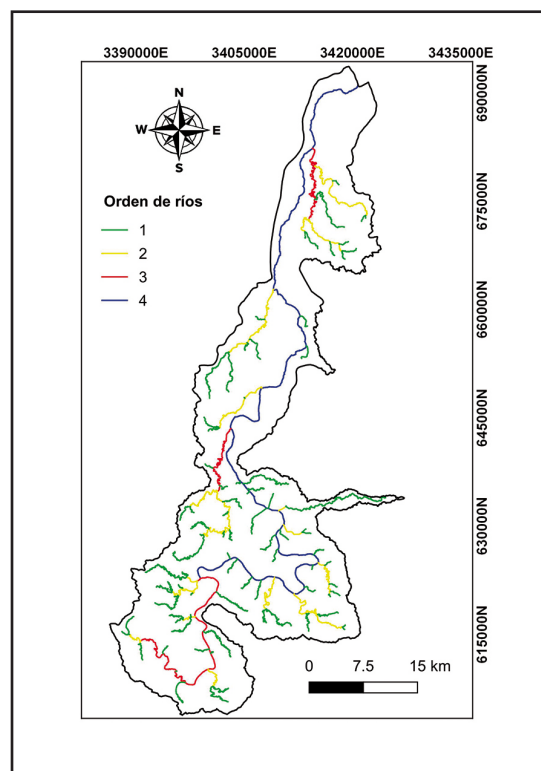 3390000E 3405000E 3420000E 3435000E
N
W E
S
Orden de ríos
1
2
3
4
690000N
675000N
660000N
645000N
630000N
615000N
0 7.5 15 km